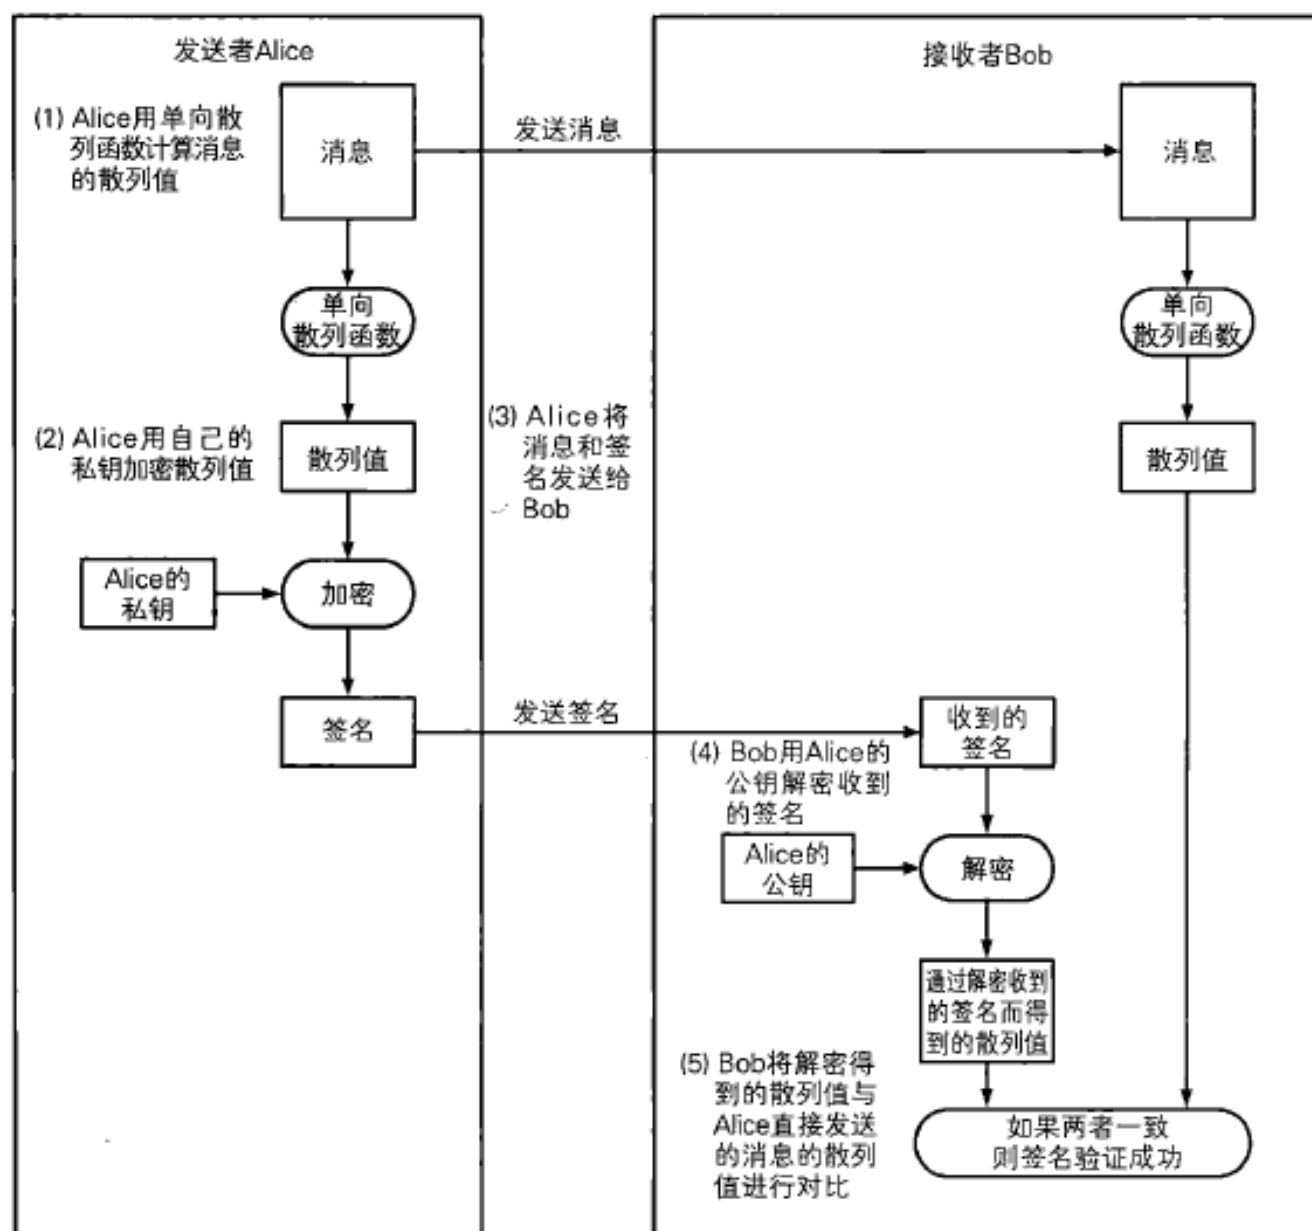 发送者Alice
(1) Alice用单向散
列函数计算消息
的散列值
消息
单向
散列函数
(2) Alice用自己的
私钥加密散列值
散列值
Alice的
私钥
加密
签名
发送消息
(3) Alice将
消息和签
名发送给
Bob
发送签名
接收者Bob
消息
单向
散列函数
散列值
收到的
签名
(4) Bob用Alice的
公钥解密收到
的签名
Alice的
公钥
解密
通过解密收到
的签名而得
到的散列值
(5) Bob将解密得
到的散列值与
Alice直接发送
的消息的散列
值进行对比
如果两者一致
则签名验证成功